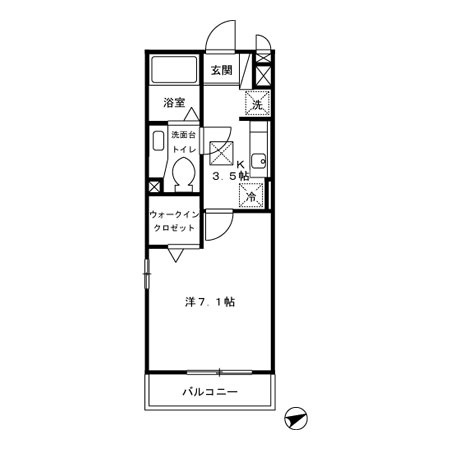 玄関
浴室
洗
洗面台
トイレ
K
3.5帖
冷
ウォークイン
クロゼット
洋7.1帖
バルコニー